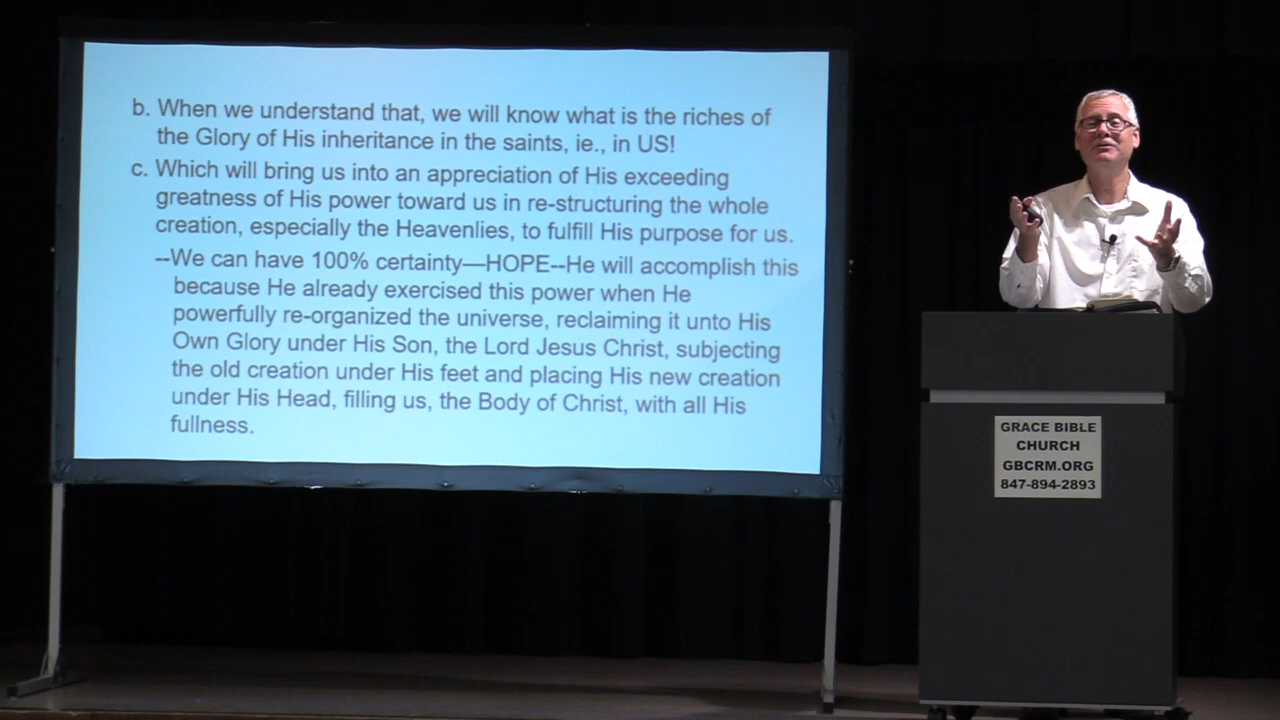 b. When we understand that, we will know what is the riches of
the Glory of His inheritance in the saints, ie., in US!
c. Which will bring us into an appreciation of His exceeding
greatness of His power toward us in re-structuring the whole
creation, especially the Heavenlies, to fulfill His purpose for us.
--We can have 100% certainty—HOPE--He will accomplish this
because He already exercised this power when He
powerfully re-organized the universe, reclaiming it unto His
Own Glory under His Son, the Lord Jesus Christ, subjecting
the old creation under His feet and placing His new creation
under His Head, filling us, the Body of Christ, with all His
fullness.
GRACE BIBLE
CHURCH
GBCRM.ORG
847-894-2893